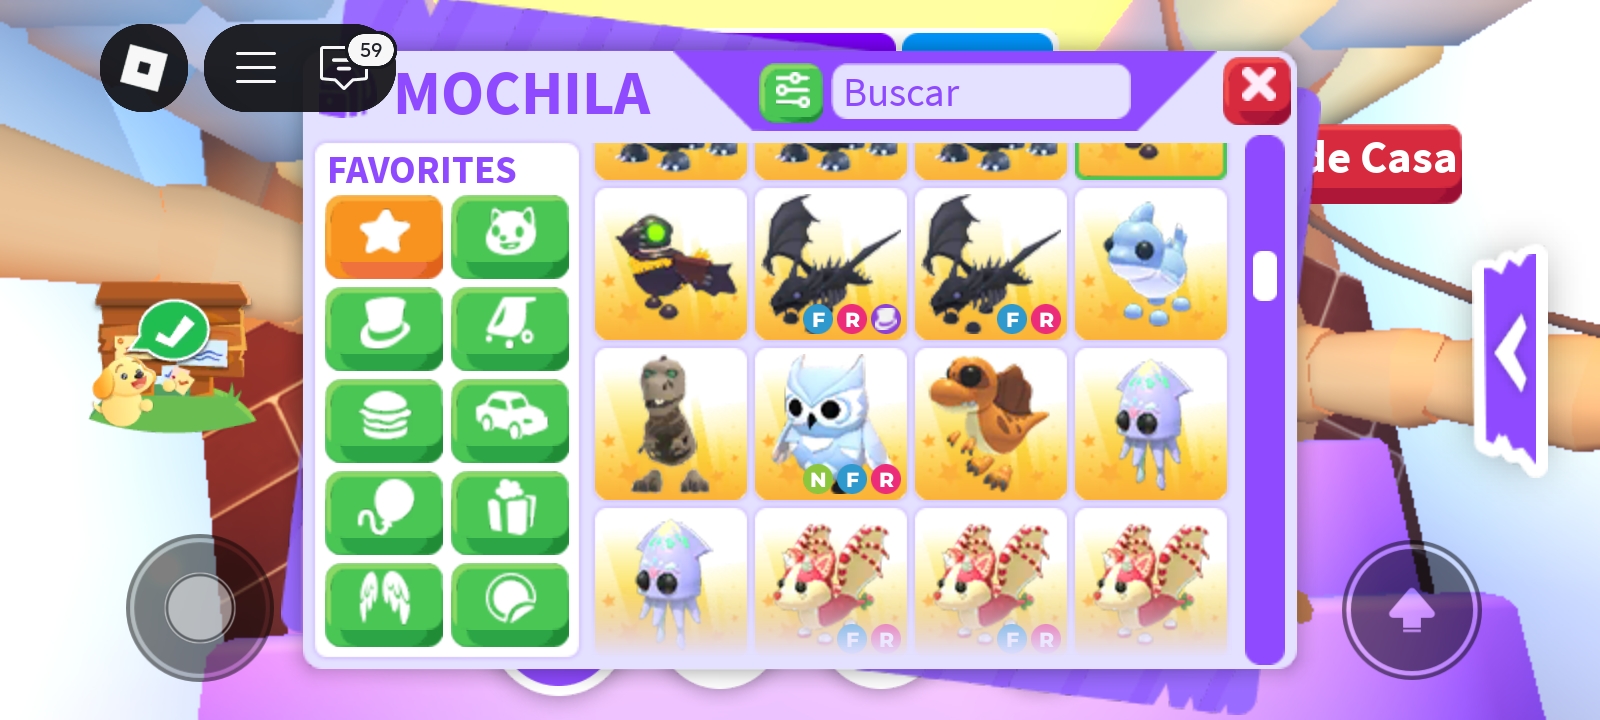 59
MOCHILA
Buscar
FAVORITES
de Casa
F R
F R
N F R
F R
F R